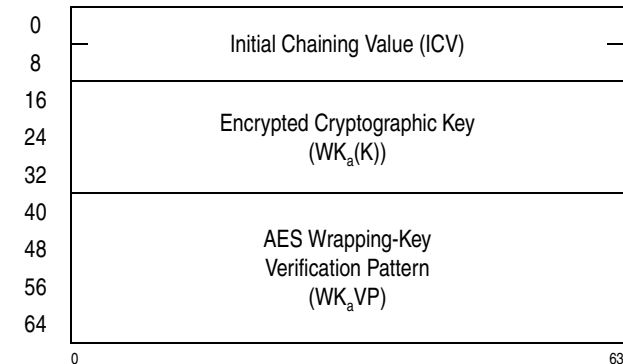 0
Initial Chaining Value (ICV)
8
16
24
Encrypted Cryptographic Key
(WKa(K))
32
40
48
AES Wrapping-Key
Verification Pattern
(WKaVP)
56
64
0 63